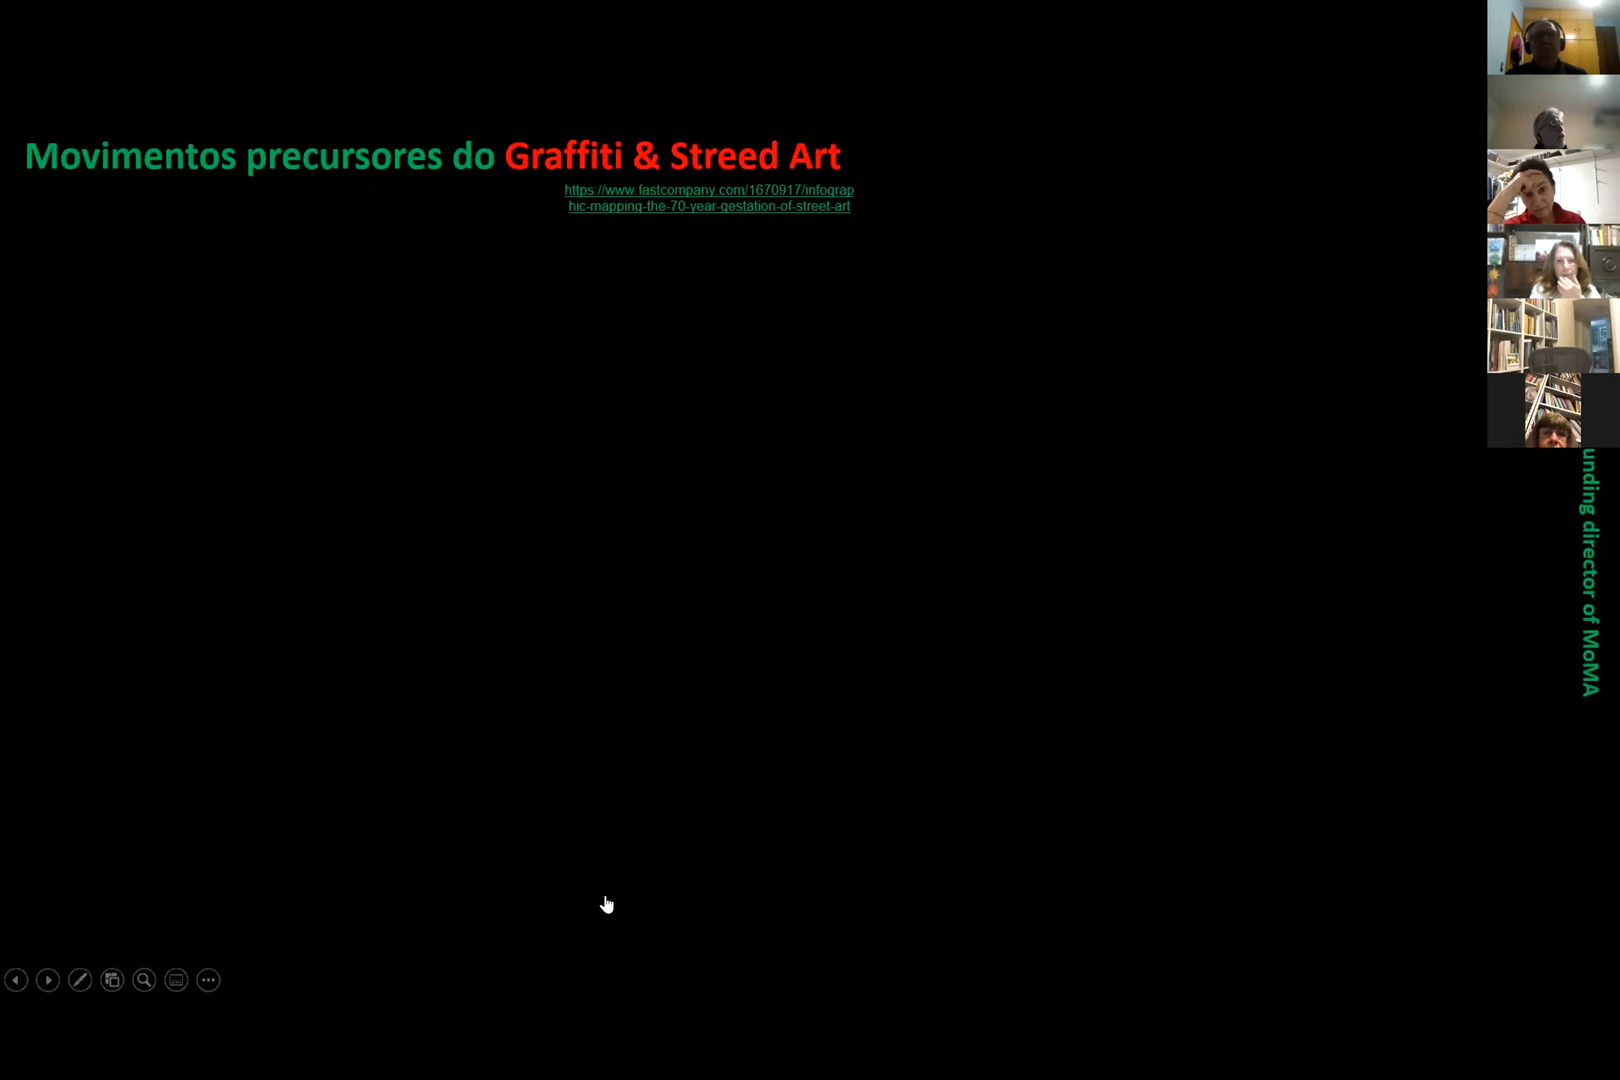 Movimentos precursores do Graffiti & Streed Art
https://www.fastcompany.com/1670917/infograp
hic-mapping-the-70-year-gestation-of-street-art
unding director of MoMA